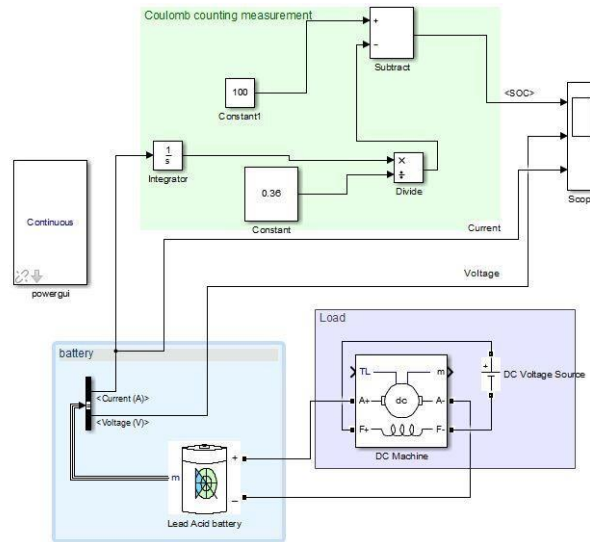 Coulomb counting measurement
+
−
Subtract
<SOC>
100
Constant1
1
s
Integrator
×
÷
Divide
0.36
Constant
Scop
Continuous
powergui
Current
Voltage
Load
battery
TL
m
dc
A+
A-
F+
F-
DC Machine
+
DC Voltage Source
<Current (A)>
<Voltage (V)>
m
+
−
Lead Acid battery